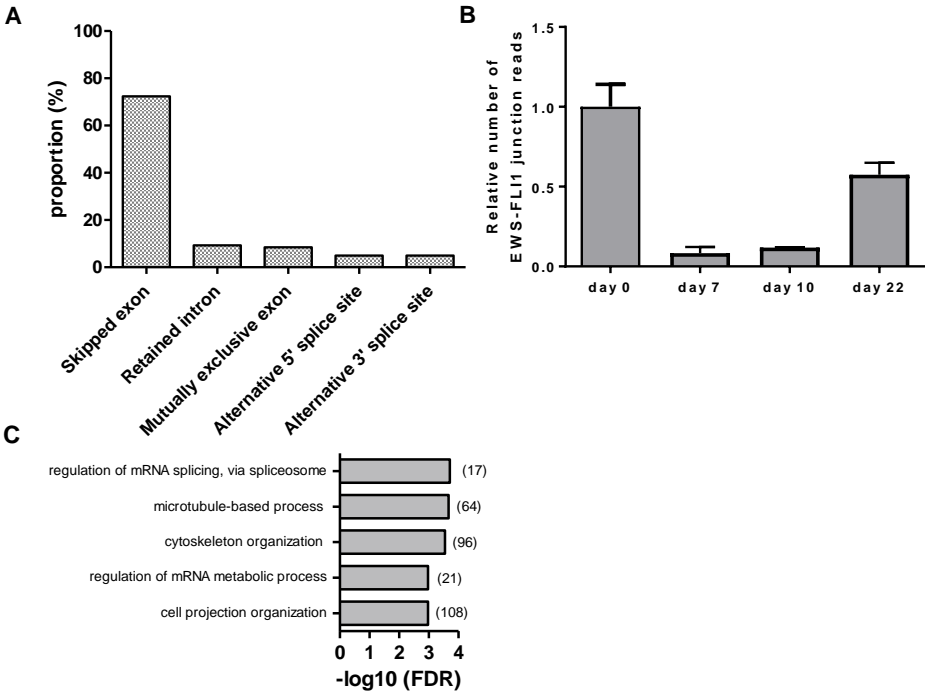 A
proportion (%)
100
80
60
40
20
0
Skipped exon
Retained intron
Mutually exclusive exon
Alternative 5' splice site
Alternative 3' splice site
B
Relative number of
EWS-FLI1 junction reads
1.5
1.0
0.5
0.0
day 0 day 7 day 10 day 22
C
regulation of mRNA splicing, via spliceosome (17)
microtubule-based process (64)
cytoskeleton organization (96)
regulation of mRNA metabolic process (21)
cell projection organization (108)
0 1 2 3 4
-log10 (FDR)